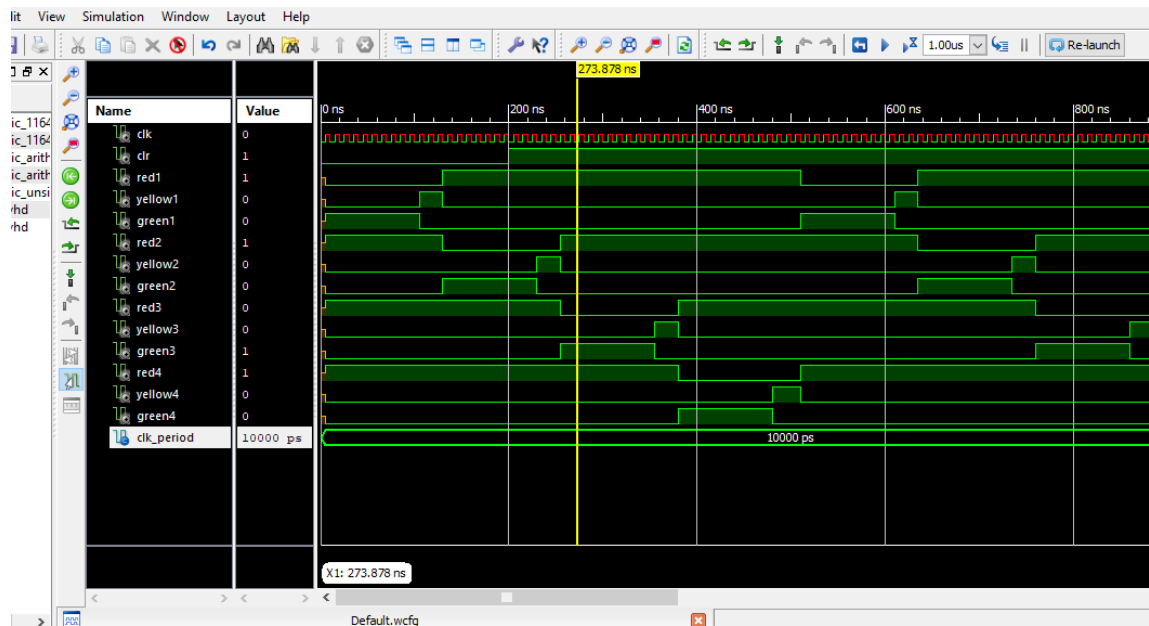 lit View Simulation Window Layout Help
1.00us Re-launch
273.878 ns
Name Value
0 ns 200 ns 400 ns 600 ns 800 ns
ic_1164
ic_1164
ic_arith
ic_arith
ic_unsi
vhd
vhd
clk 0
clr 1
red1 1
yellow1 0
green1 0
red2 1
yellow2 0
green2 0
red3 0
yellow3 0
green3 1
red4 1
yellow4 0
green4 0
clk_period 10000 ps 10000 ps
X1: 273.878 ns
Default.wcfg